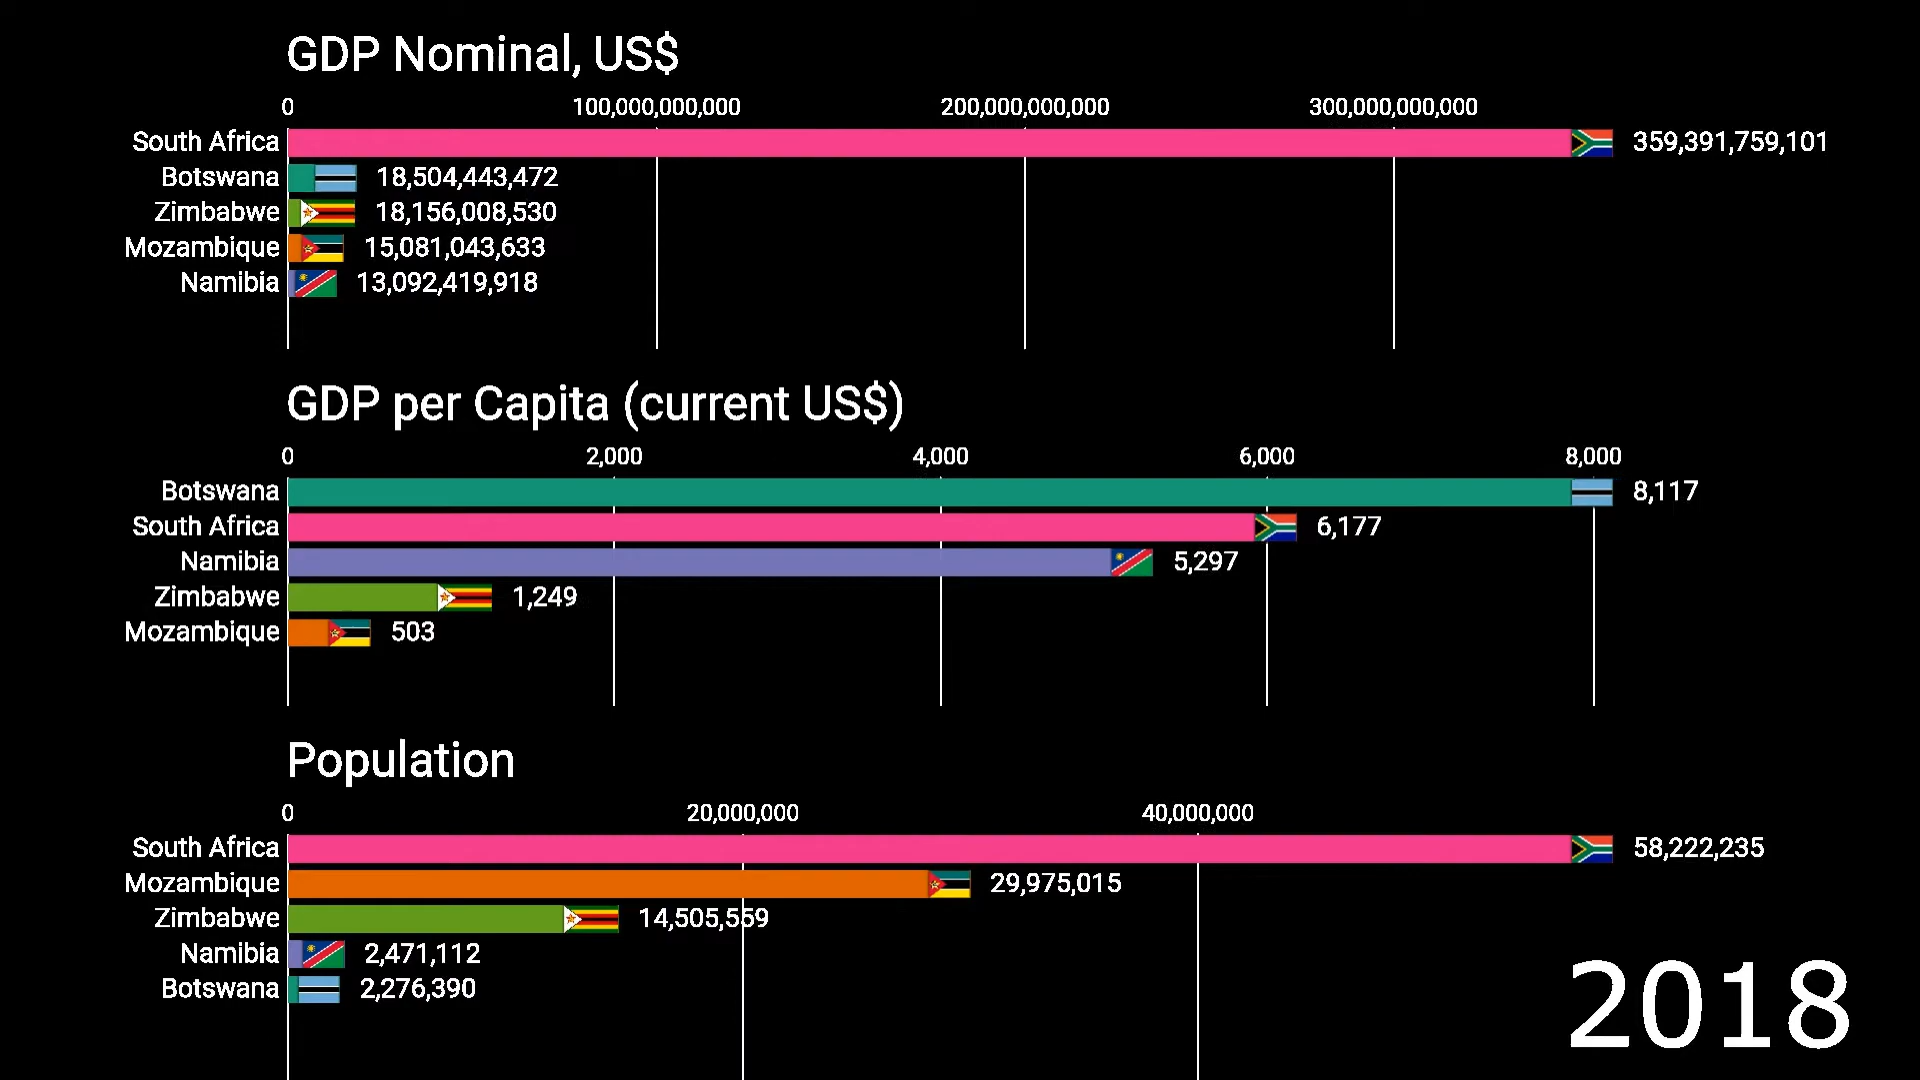 GDP Nominal, US$
0 100,000,000,000 200,000,000,000 300,000,000,000
South Africa 359,391,759,101
Botswana 18,504,443,472
Zimbabwe 18,156,008,530
Mozambique 15,081,043,633
Namibia 13,092,419,918
GDP per Capita (current US$)
0 2,000 4,000 6,000 8,000
Botswana 8,117
South Africa 6,177
Namibia 5,297
Zimbabwe 1,249
Mozambique 503
Population
0 20,000,000 40,000,000
South Africa 58,222,235
Mozambique 29,975,015
Zimbabwe 14,505,559
Namibia 2,471,112
Botswana 2,276,390
2018